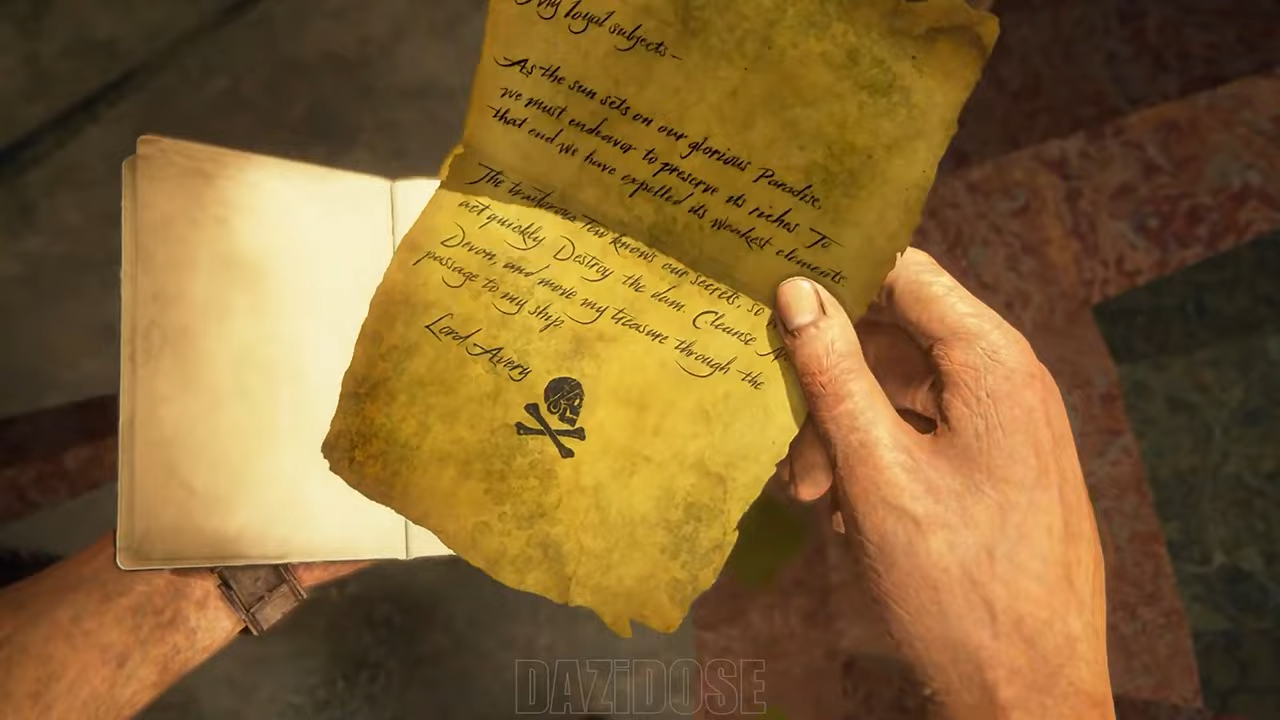 My loyal subjects-
As the sun sets on our glorious Paradise,
we must endeavor to preserve its riches. To
that end we have expelled its weakest elements.
The traitorous few knows our secrets, so
act quickly. Destroy the dam. Cleanse
Devon, and move my treasure through the
passage to my ship.
Lord Avery
DAZiDOSE